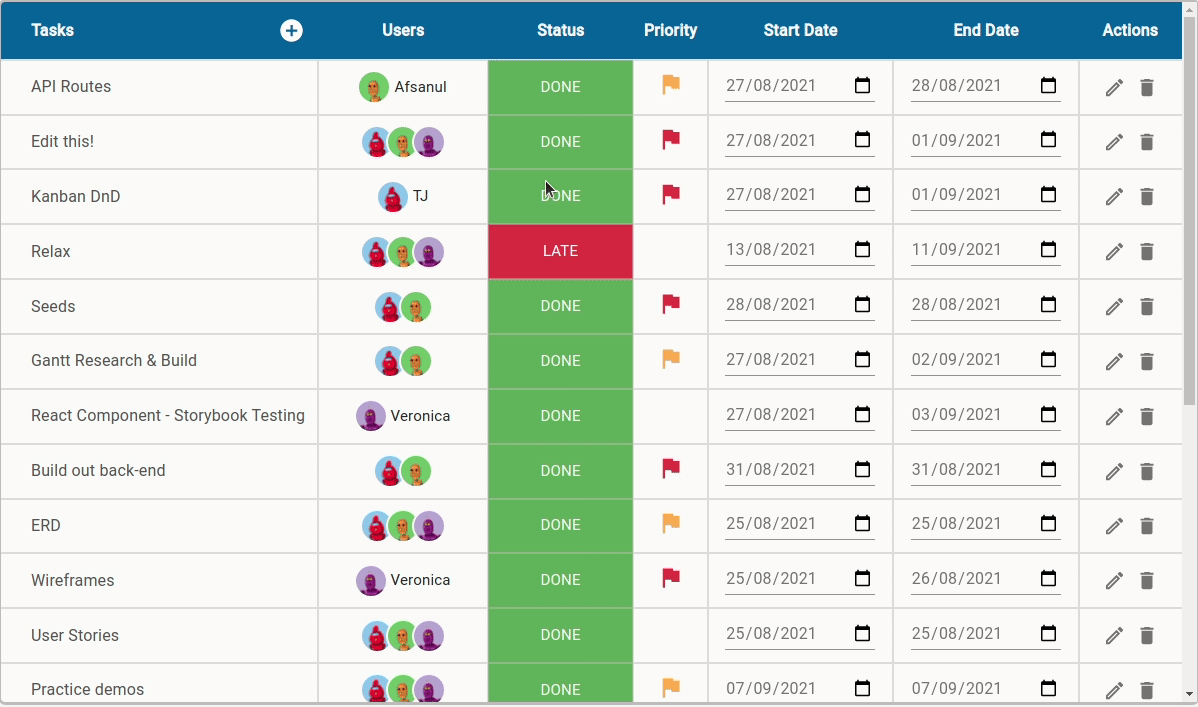 Tasks Users Status Priority Start Date End Date Actions
API Routes Afsanul DONE 27/08/2021 28/08/2021
Edit this! DONE 27/08/2021 01/09/2021
Kanban DnD TJ DONE 27/08/2021 01/09/2021
Relax LATE 13/08/2021 11/09/2021
Seeds DONE 28/08/2021 28/08/2021
Gantt Research & Build DONE 27/08/2021 02/09/2021
React Component - Storybook Testing Veronica DONE 27/08/2021 03/09/2021
Build out back-end DONE 31/08/2021 31/08/2021
ERD DONE 25/08/2021 25/08/2021
Wireframes Veronica DONE 25/08/2021 26/08/2021
User Stories DONE 25/08/2021 25/08/2021
Practice demos DONE 07/09/2021 07/09/2021